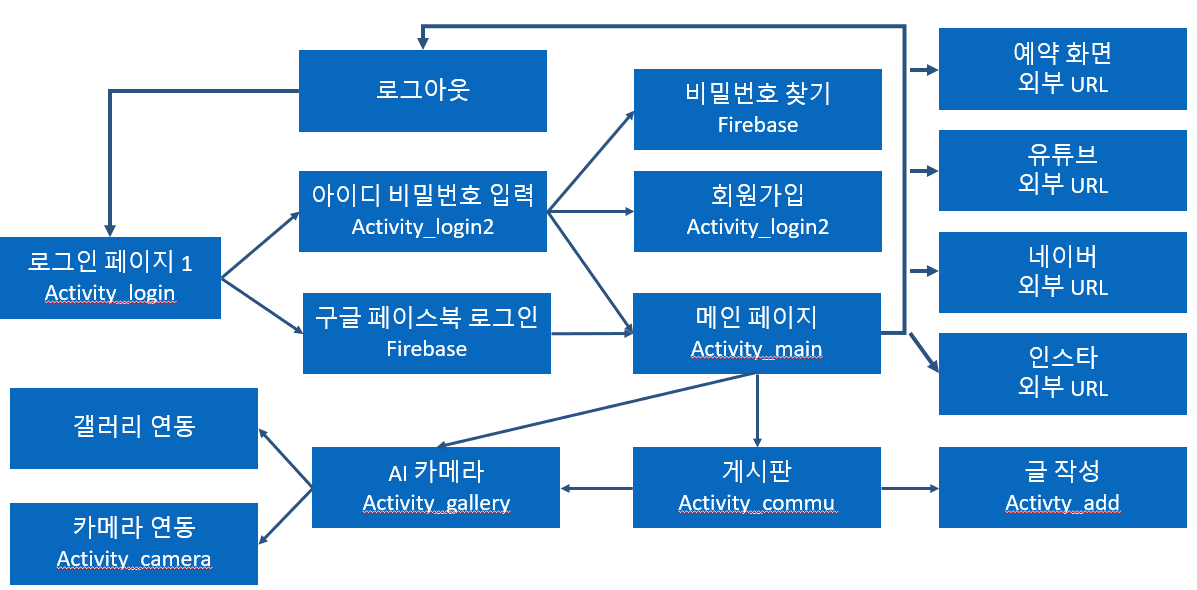 로그아웃
비밀번호 찾기
Firebase
예약 화면
외부 URL
유튜브
외부 URL
아이디 비밀번호 입력
Activity_login2
회원가입
Activity_login2
네이버
외부 URL
로그인 페이지 1
Activity_login
구글 페이스북 로그인
Firebase
메인 페이지
Activity_main
인스타
외부 URL
갤러리 연동
AI 카메라
Activity_gallery
게시판
Activity_commu
글 작성
Activty_add
카메라 연동
Activity_camera